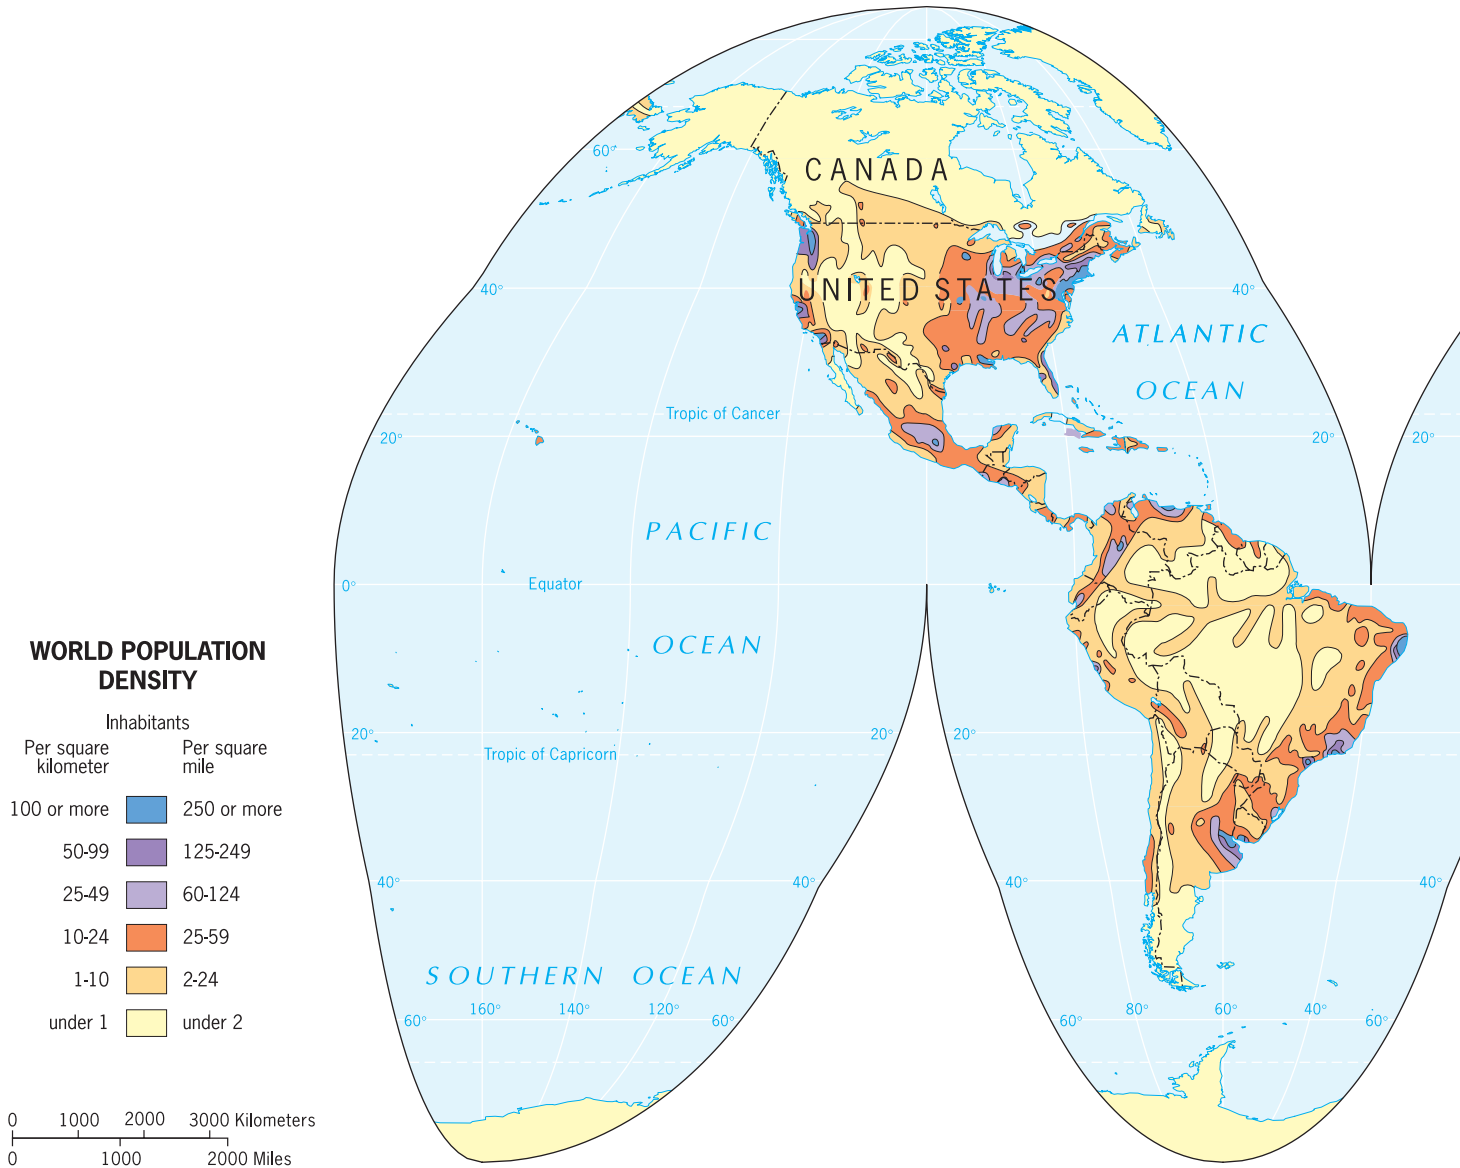 CANADA
60°
UNITED STATES
40°
40°
ATLANTIC
OCEAN
Tropic of Cancer
20°
20°
20°
PACIFIC
Equator
0°
OCEAN
WORLD POPULATION
DENSITY
Inhabitants
Per square
kilometer
Per square
mile
20°
20°
20°
Tropic of Capricorn
100 or more
250 or more
50-99
125-249
25-49
60-124
40°
40°
40°
40°
10-24
25-59
1-10
2-24
SOUTHERN OCEAN
under 1
under 2
60°
160°
140°
120°
60°
60°
80°
60°
40°
60°
0 1000 2000 3000 Kilometers
0 1000 2000 Miles